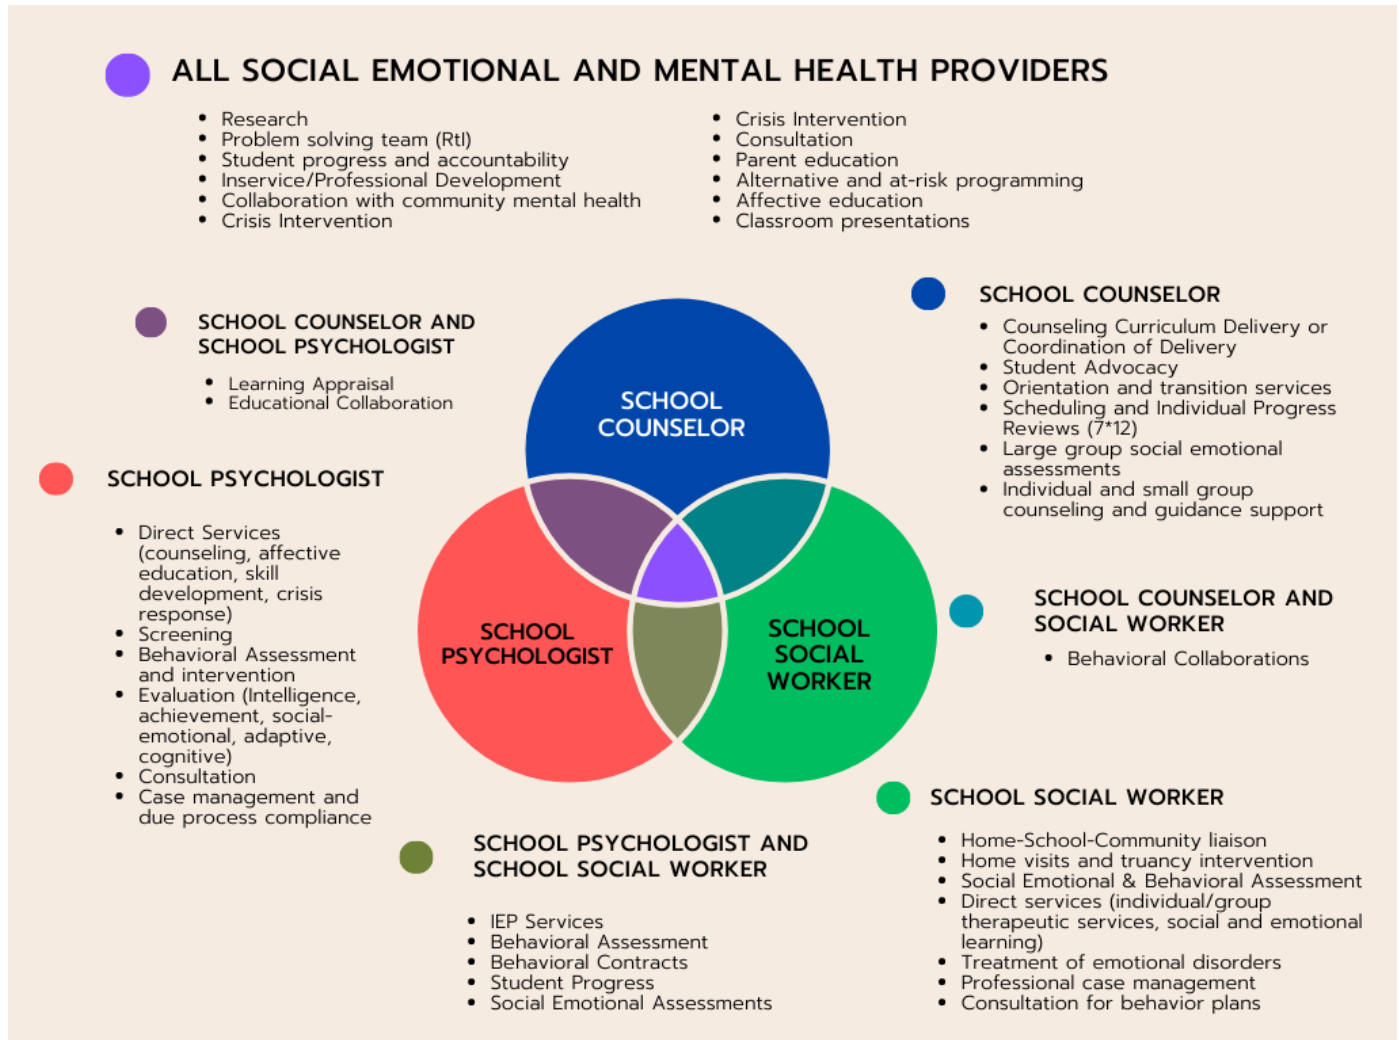 ALL SOCIAL EMOTIONAL AND MENTAL HEALTH PROVIDERS
• Research
• Problem solving team (RtI)
• Student progress and accountability
• Inservice/Professional Development
• Collaboration with community mental health
• Crisis Intervention
• Crisis Intervention
• Consultation
• Parent education
• Alternative and at-risk programming
• Affective education
• Classroom presentations
SCHOOL COUNSELOR AND
SCHOOL PSYCHOLOGIST
• Learning Appraisal
• Educational Collaboration
SCHOOL
COUNSELOR
SCHOOL COUNSELOR
• Counseling Curriculum Delivery or
Coordination of Delivery
• Student Advocacy
• Orientation and transition services
• Scheduling and Individual Progress
Reviews (7*12)
• Large group social emotional
assessments
• Individual and small group
counseling and guidance support
SCHOOL PSYCHOLOGIST
• Direct Services
(counseling, affective
education, skill
development, crisis
response)
• Screening
• Behavioral Assessment
and intervention
• Evaluation (Intelligence,
achievement, social-
emotional, adaptive,
cognitive)
• Consultation
• Case management and
due process compliance
SCHOOL
PSYCHOLOGIST
SCHOOL
SOCIAL
WORKER
SCHOOL COUNSELOR AND
SOCIAL WORKER
• Behavioral Collaborations
SCHOOL PSYCHOLOGIST AND
SCHOOL SOCIAL WORKER
• IEP Services
• Behavioral Assessment
• Behavioral Contracts
• Student Progress
• Social Emotional Assessments
SCHOOL SOCIAL WORKER
• Home-School-Community liaison
• Home visits and truancy intervention
• Social Emotional & Behavioral Assessment
• Direct services (individual/group
therapeutic services, social and emotional
learning)
• Treatment of emotional disorders
• Professional case management
• Consultation for behavior plans